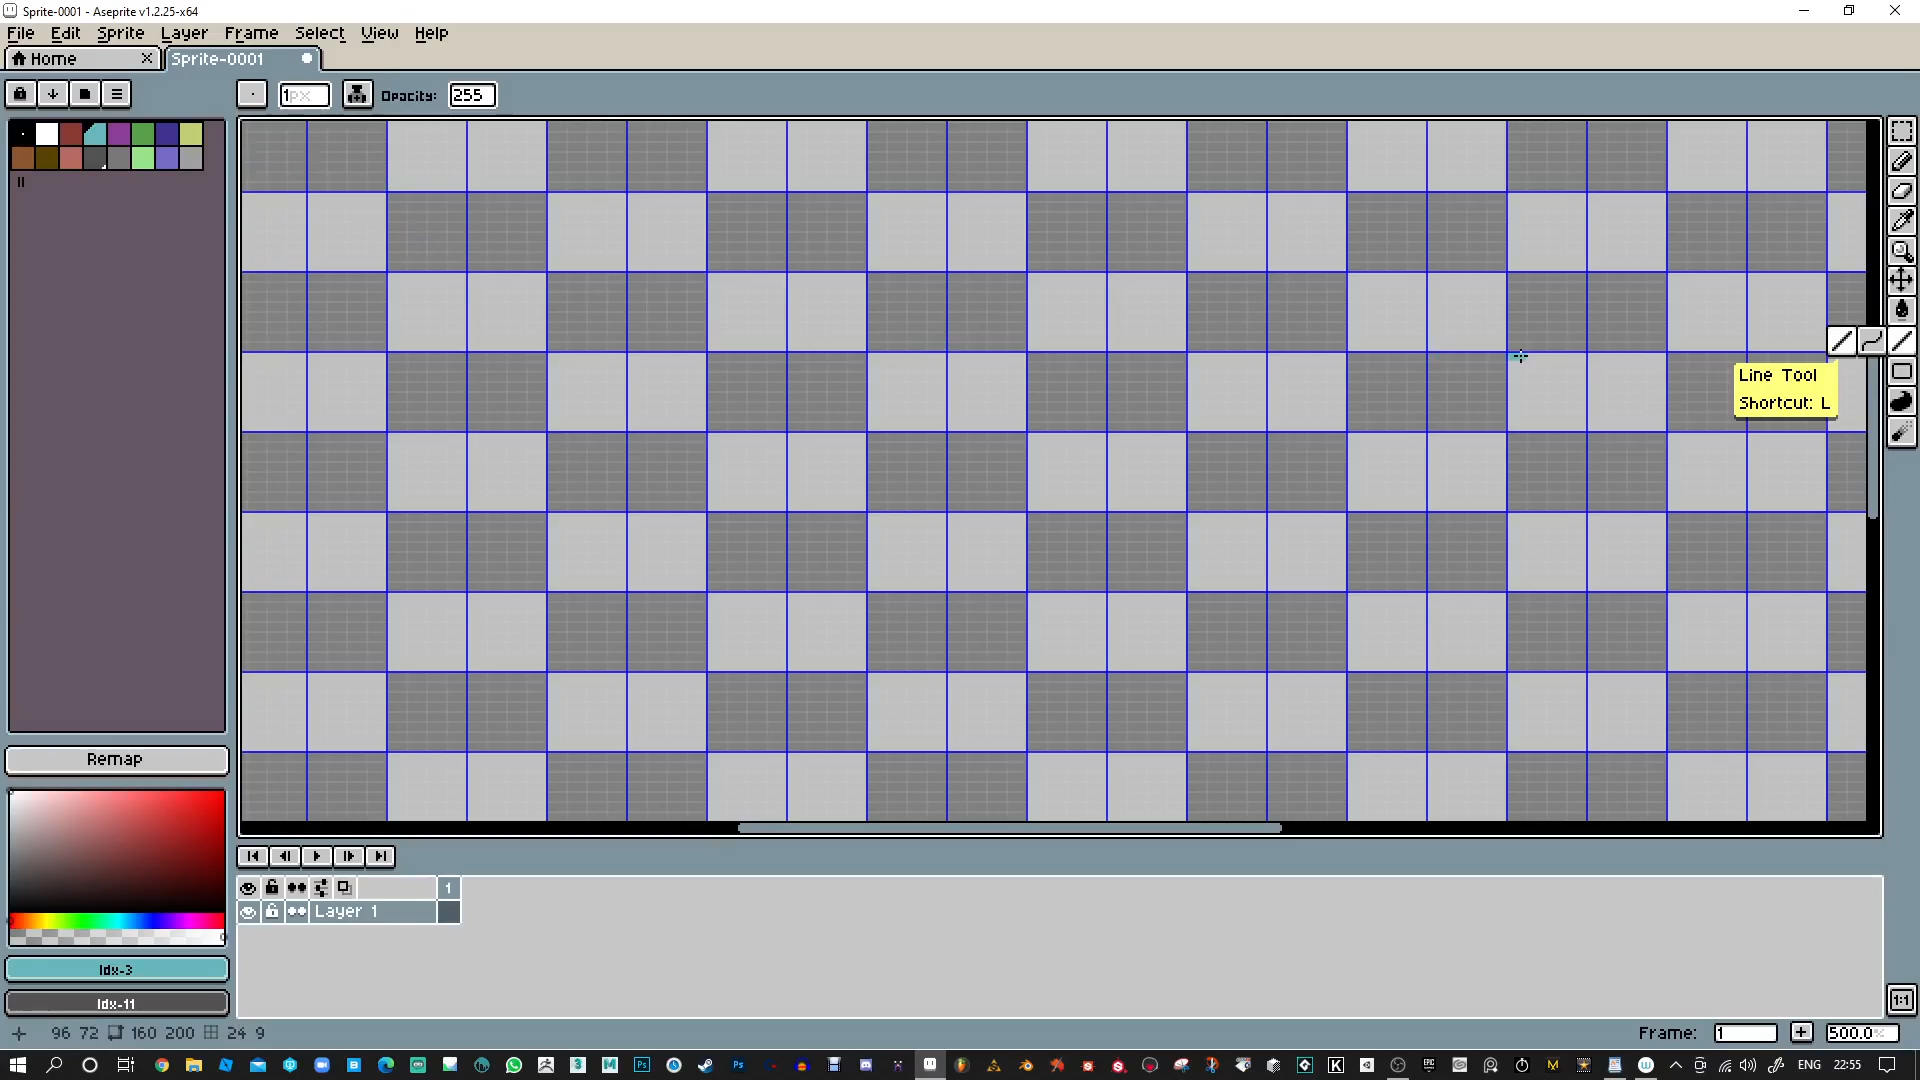 Sprite-0001 - Aseprite v1.2.25-x64
File Edit Sprite Layer Frame Select View Help
Home
Sprite-0001
1px
Opacity: 255
Line Tool
Shortcut: L
Remap
1
Layer 1
Idx-3
Idx-11
1:1
96 72 160 200 24 9
Frame: 1
500.0%
ENG 22:55